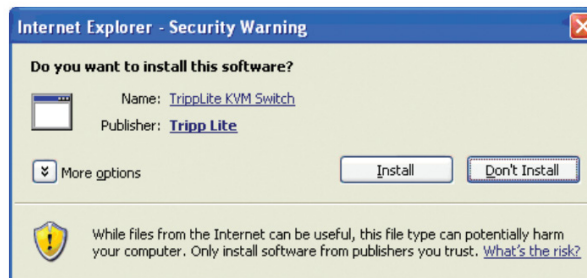 Internet Explorer - Security Warning
Do you want to install this software?
Name: TrippLite KVM Switch
Publisher: Tripp Lite
More options
Install
Don't Install
While files from the Internet can be useful, this file type can potentially harm
your computer. Only install software from publishers you trust. What's the risk?